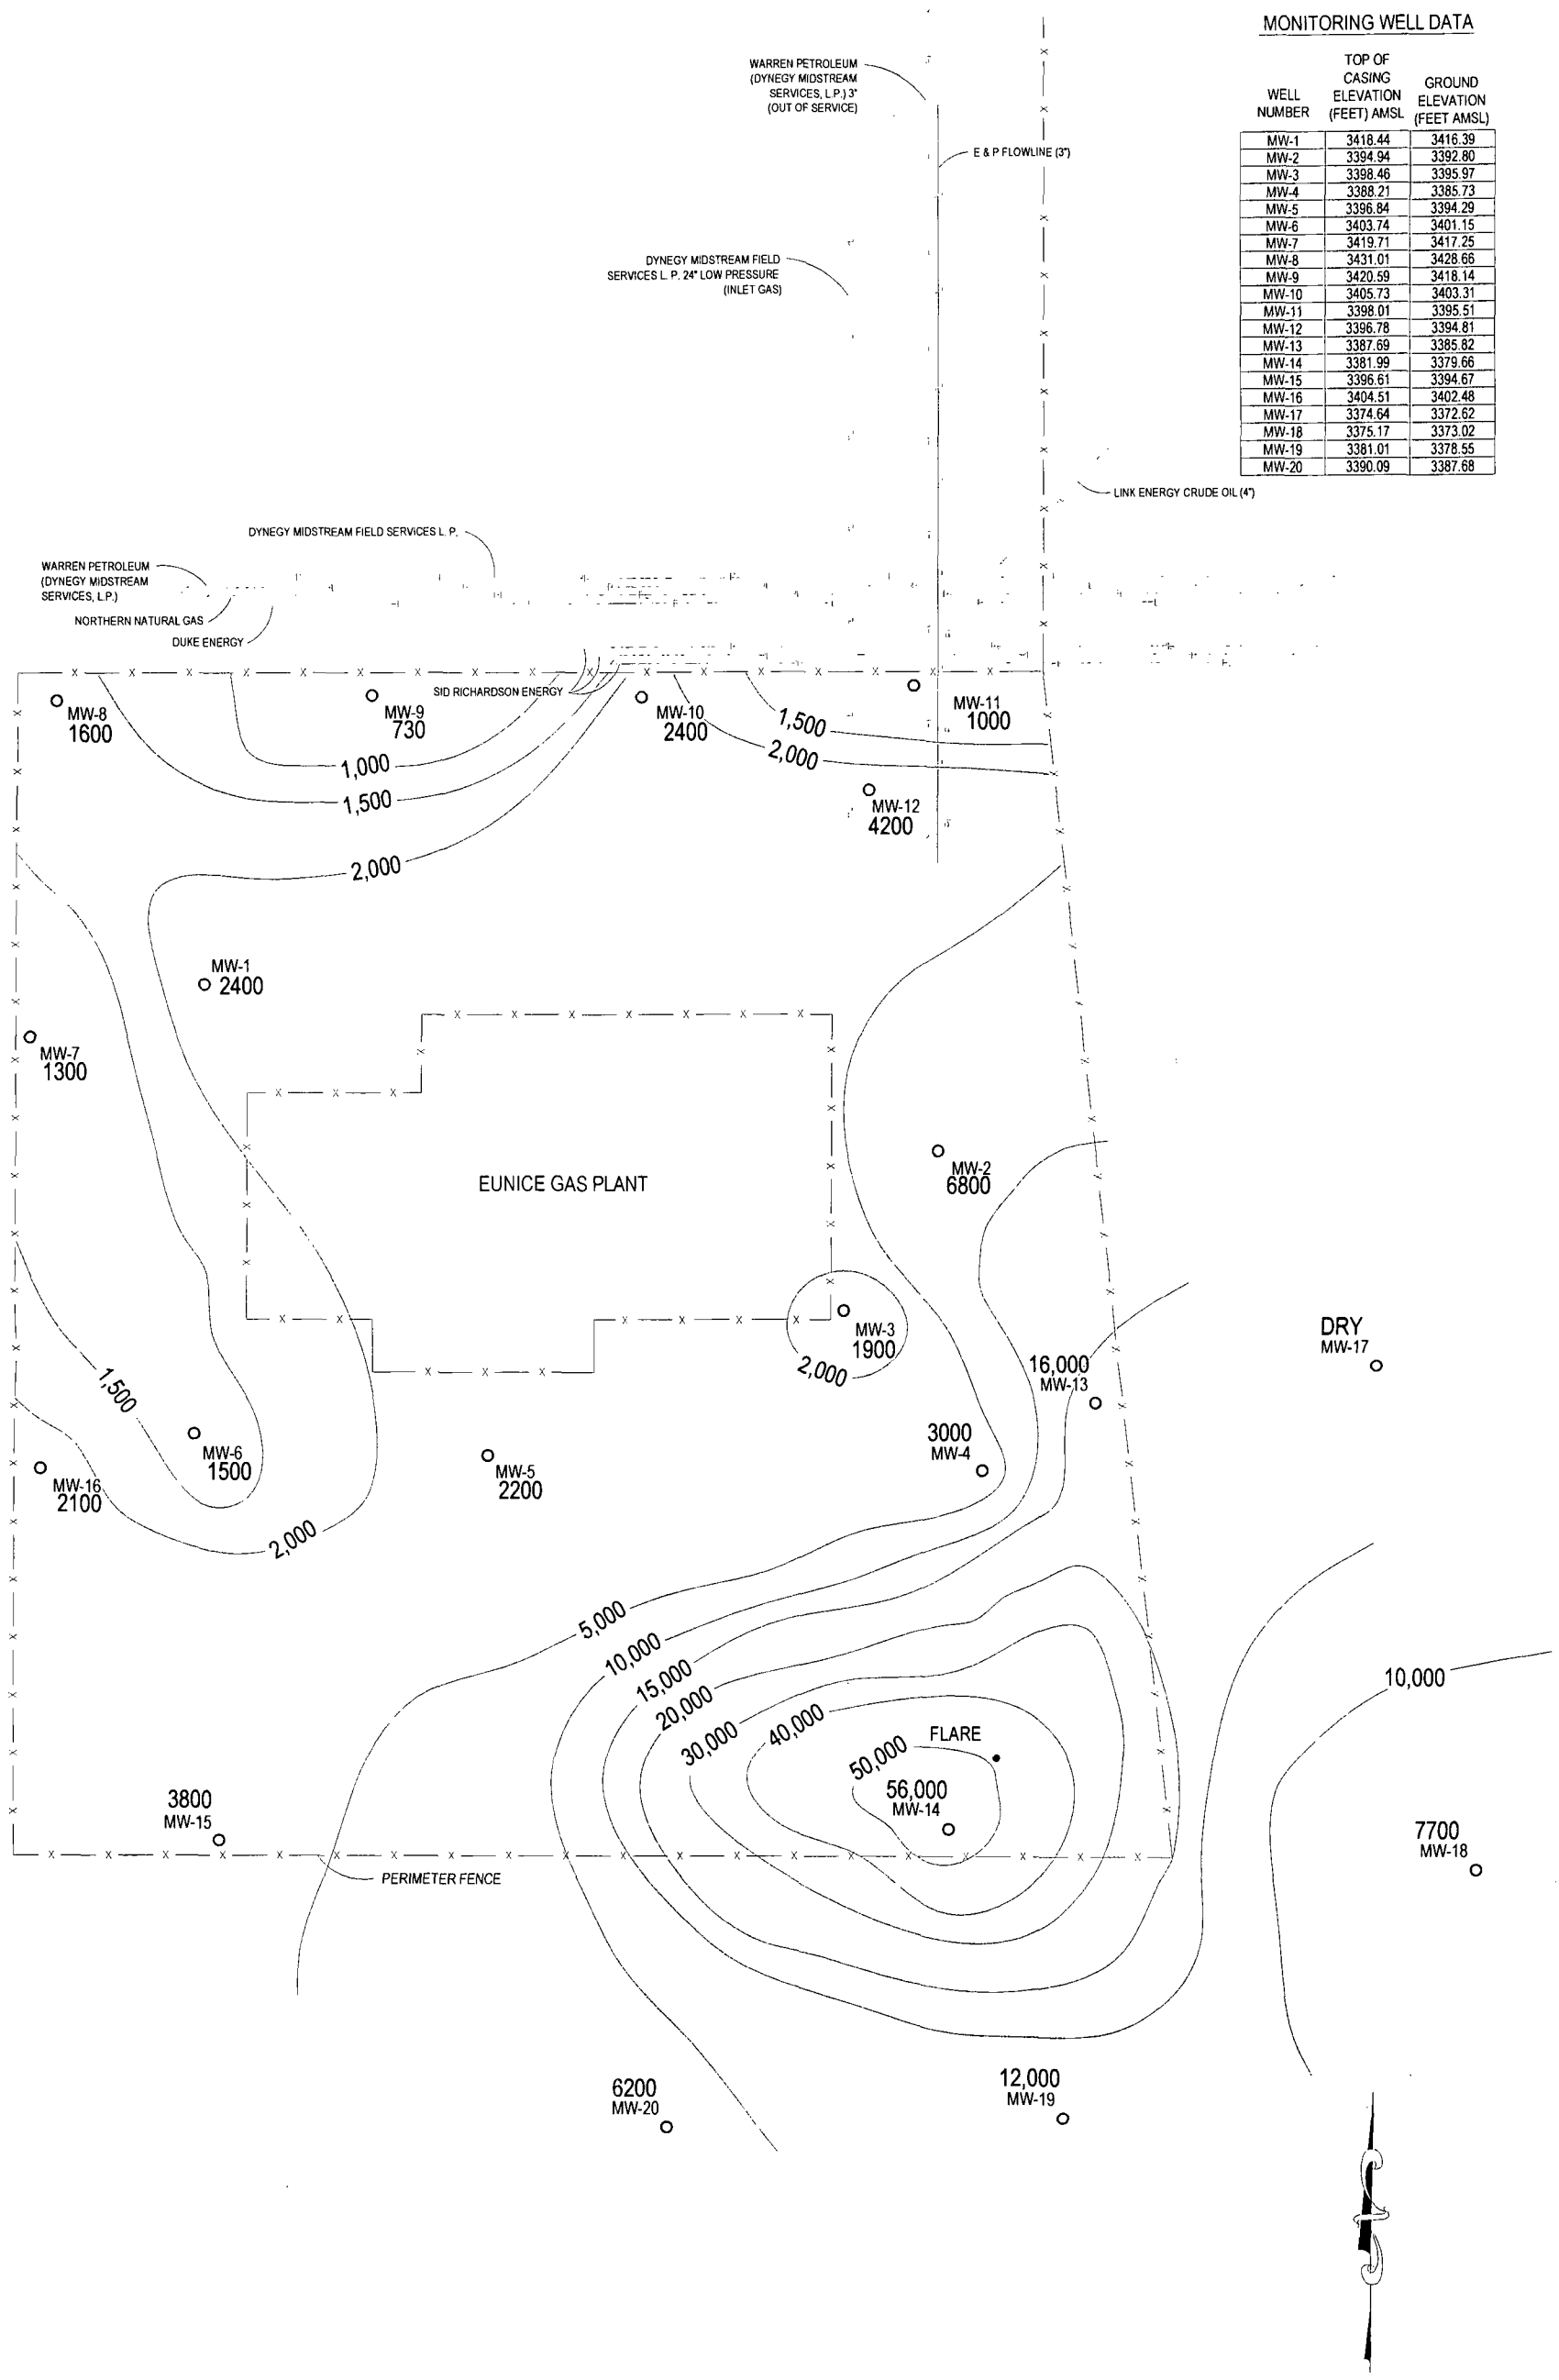 MONITORING WELL DATA
WELL NUMBER TOP OF CASING ELEVATION (FEET) AMSL GROUND ELEVATION (FEET AMSL)
MW-1 3418.44 3416.39
MW-2 3394.94 3392.80
MW-3 3398.46 3395.97
MW-4 3388.21 3385.73
MW-5 3396.84 3394.29
MW-6 3403.74 3401.15
MW-7 3419.71 3417.25
MW-8 3431.01 3428.66
MW-9 3420.59 3418.14
MW-10 3405.73 3403.31
MW-11 3398.01 3395.51
MW-12 3396.78 3394.81
MW-13 3387.69 3385.82
MW-14 3381.99 3379.66
MW-15 3396.61 3394.67
MW-16 3404.51 3402.48
MW-17 3374.64 3372.62
MW-18 3375.17 3373.02
MW-19 3381.01 3378.55
MW-20 3390.09 3387.68
WARREN PETROLEUM
(DYNEGY MIDSTREAM
SERVICES, L.P.) 3"
(OUT OF SERVICE)
E & P FLOWLINE (3")
DYNEGY MIDSTREAM FIELD
SERVICES L. P. 24" LOW PRESSURE
(INLET GAS)
LINK ENERGY CRUDE OIL (4")
DYNEGY MIDSTREAM FIELD SERVICES L. P.
WARREN PETROLEUM
(DYNEGY MIDSTREAM
SERVICES, L.P.)
NORTHERN NATURAL GAS
DUKE ENERGY
SID RICHARDSON ENERGY
MW-8
1600
MW-9
730
MW-10
2400
MW-11
1000
1,500
2,000
1,000
1,500
MW-12
4200
2,000
MW-1
2400
MW-7
1300
EUNICE GAS PLANT
MW-2
6800
MW-3
1900
2,000
DRY
MW-17
16,000
MW-13
1,500
3000
MW-4
MW-6
1500
MW-5
2200
MW-16
2100
2,000
5,000
10,000
15,000
20,000
30,000
40,000
50,000
10,000
FLARE
56,000
MW-14
3800
MW-15
7700
MW-18
PERIMETER FENCE
6200
MW-20
12,000
MW-19